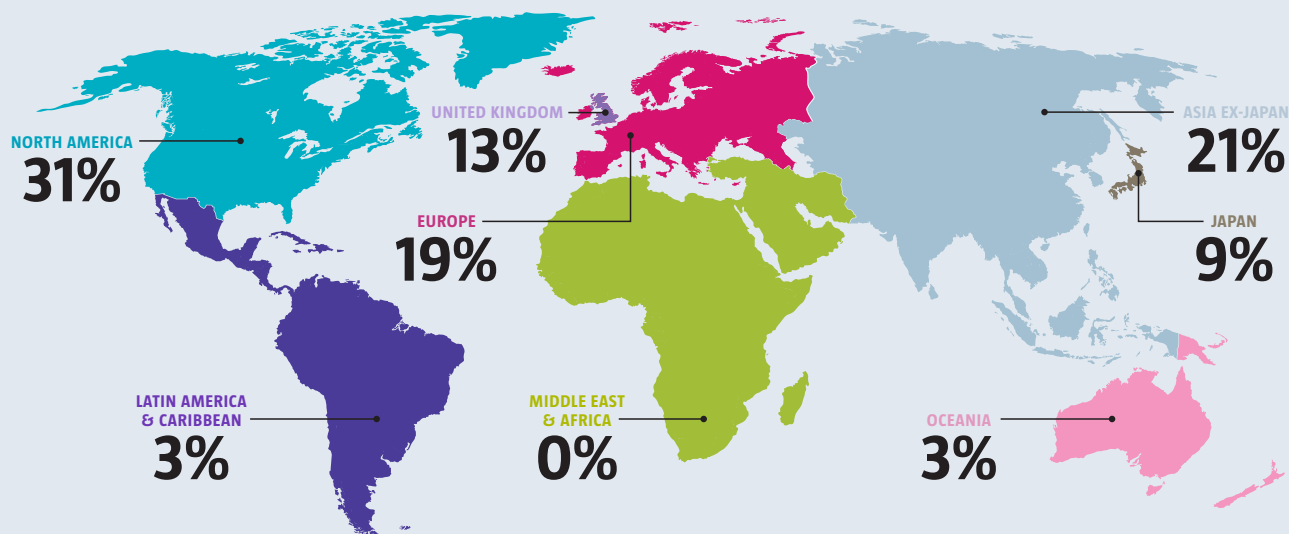 NORTH AMERICA
31%
UNITED KINGDOM
13%
EUROPE
19%
ASIA EX-JAPAN
21%
JAPAN
9%
LATIN AMERICA
& CARIBBEAN
3%
MIDDLE EAST
& AFRICA
0%
OCEANIA
3%